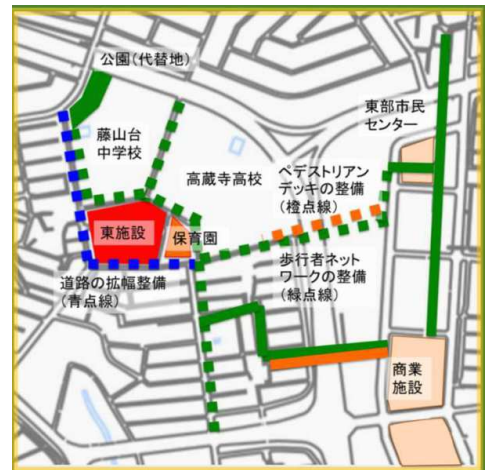 公園(代替地)
藤山台
中学校
東部市民
センター
高蔵寺高校
ペデストリアン
デッキの整備
(橙点線)
東施設
保育園
歩行者ネット
ワークの整備
(緑点線)
道路の拡幅整備
(青点線)
商業
施設